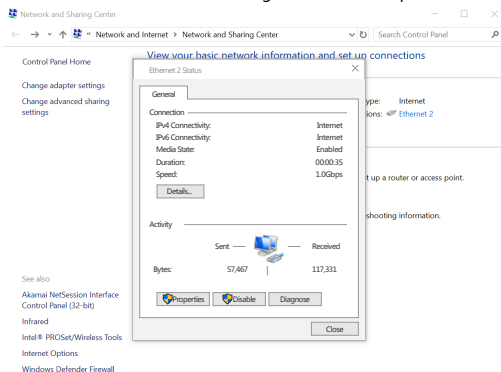 Network and Sharing Center
« Network and Internet > Network and Sharing Center
Search Control Panel
Control Panel Home
View your basic network information and set up connections
Change adapter settings
Change advanced sharing
settings
Ethernet 2 Status
General
Connection
IPv4 Connectivity: Internet
IPv6 Connectivity: Internet
Media State: Enabled
Duration: 00:00:35
Speed: 1.0Gbps
Details...
Activity
Sent
Received
Bytes: 57,467 117,331
Properties
Disable
Diagnose
Close
ype: Internet
ions: Ethernet 2
t up a router or access point.
shooting information.
See also
Akamai NetSession Interface
Control Panel (32-bit)
Infrared
Intel® PROSet/Wireless Tools
Internet Options
Windows Defender Firewall